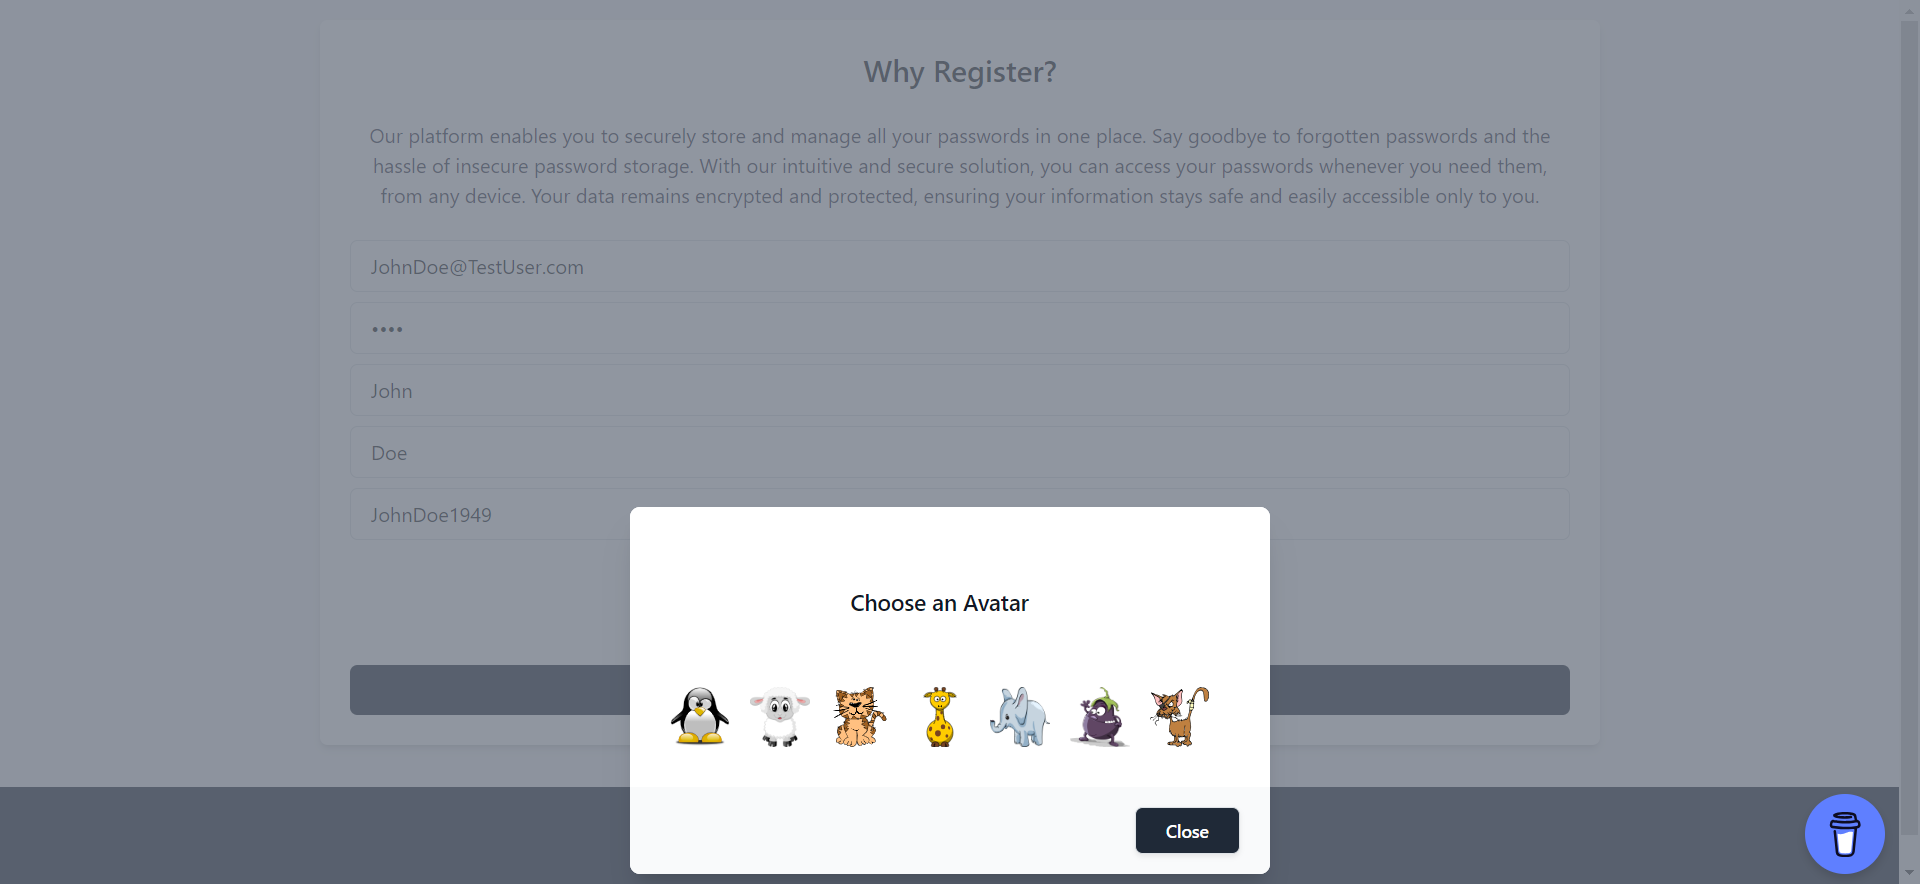 Why Register?
Our platform enables you to securely store and manage all your passwords in one place. Say goodbye to forgotten passwords and the
hassle of insecure password storage. With our intuitive and secure solution, you can access your passwords whenever you need them,
from any device. Your data remains encrypted and protected, ensuring your information stays safe and easily accessible only to you.
JohnDoe@TestUser.com
••••
John
Doe
JohnDoe1949
Choose an Avatar
Close